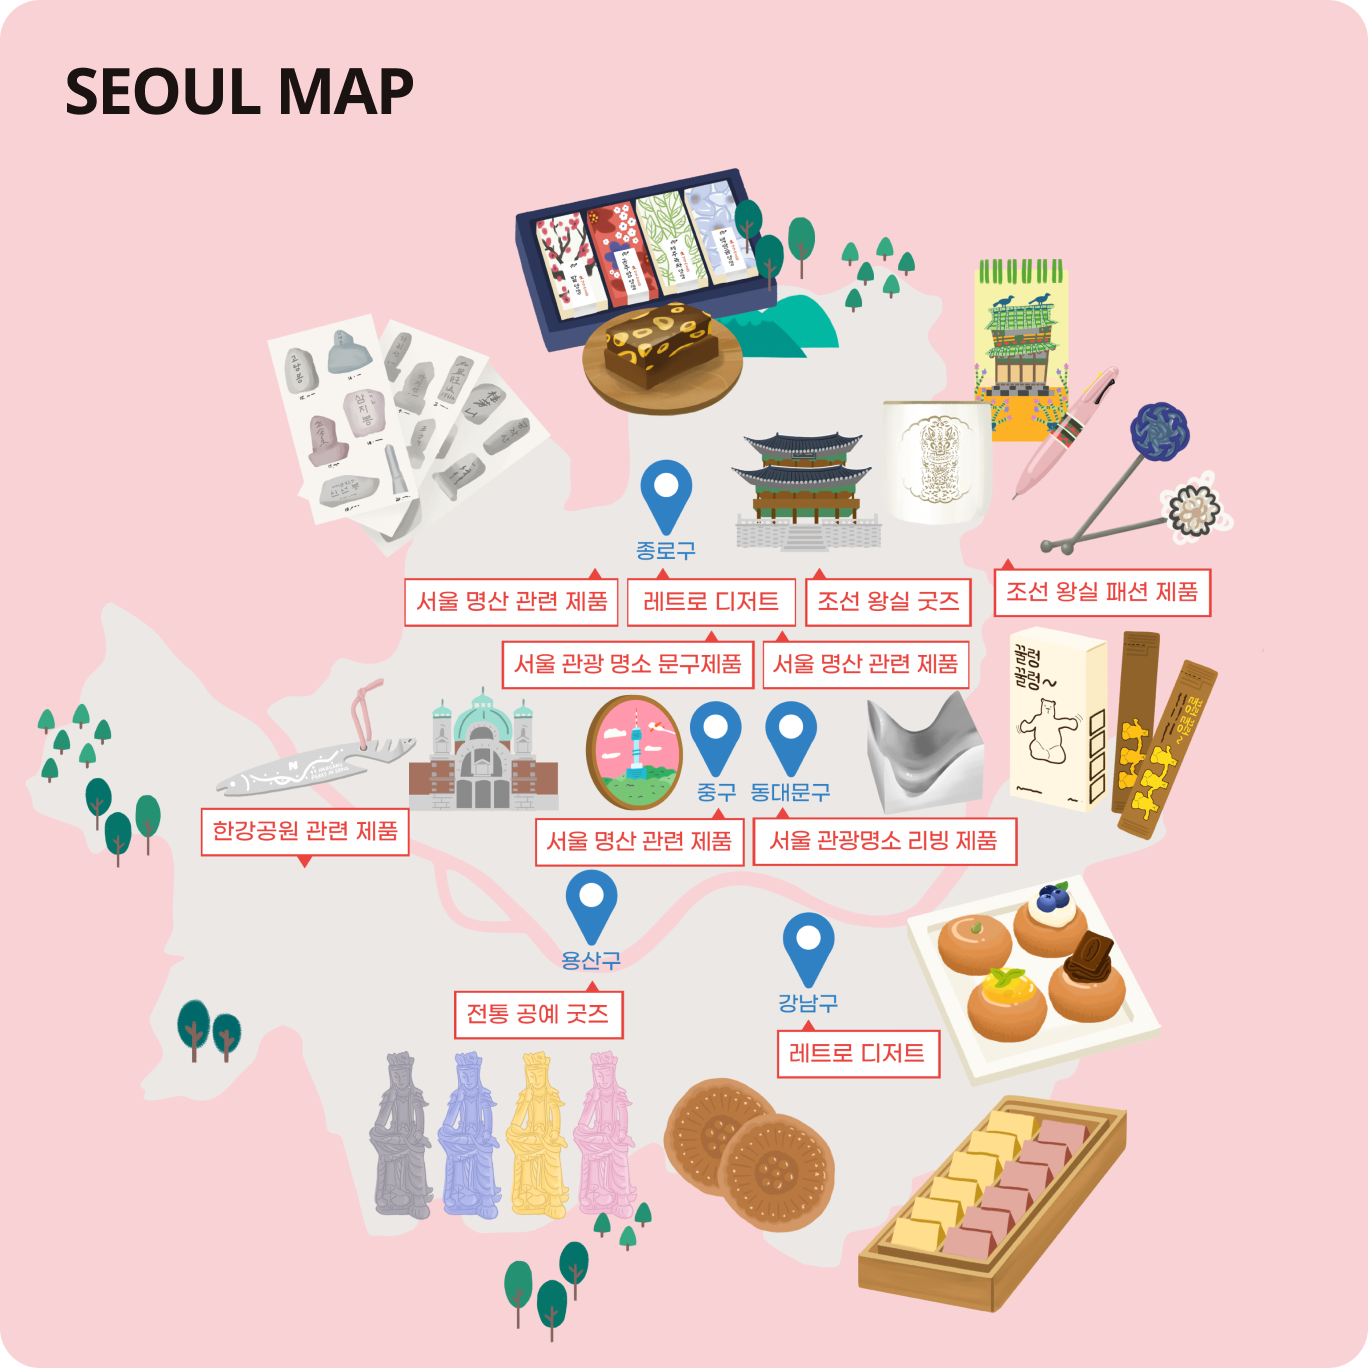 SEOUL MAP
삼지봉
종로구
서울 명산 관련 제품
레트로 디저트
조선 왕실 굿즈
조선 왕실 패션 제품
서울 관광 명소 문구제품
서울 명산 관련 제품
꿀렁
꿀렁~
중구
동대문구
한강공원 관련 제품
서울 명산 관련 제품
서울 관광명소 리빙 제품
용산구
강남구
전통 공예 굿즈
레트로 디저트